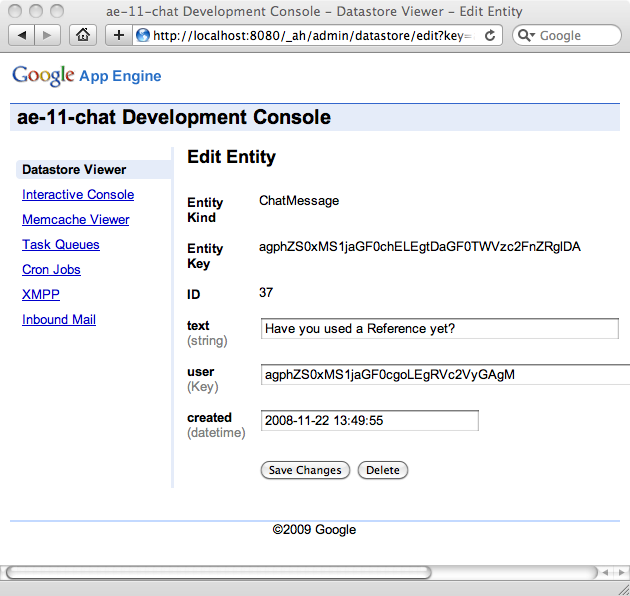 ae-11-chat Development Console – Datastore Viewer – Edit Entity
http://localhost:8080/_ah/admin/datastore/edit?key=
Google
Google App Engine
ae-11-chat Development Console
Datastore Viewer
Interactive Console
Memcache Viewer
Task Queues
Cron Jobs
XMPP
Inbound Mail
Edit Entity
Entity Kind
ChatMessage
Entity Key
agphZS0xMS1jaGF0chELEgtDaGF0TWVzc2FnZRglDA
ID
37
text
(string)
Have you used a Reference yet?
user
(Key)
agphZS0xMS1jaGF0cgoLEgRVc2VyGAgM
created
(datetime)
2008-11-22 13:49:55
Save Changes
Delete
©2009 Google